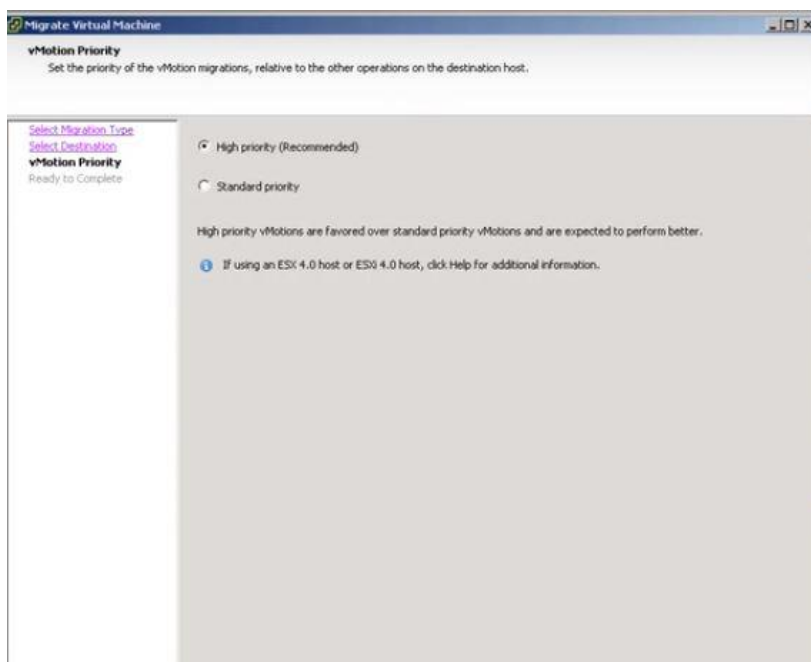 Migrate Virtual Machine
vMotion Priority
Set the priority of the vMotion migrations, relative to the other operations on the destination host.
Select Migration Type
Select Destination
vMotion Priority
Ready to Complete
High priority (Recommended)
Standard priority
High priority vMotions are favored over standard priority vMotions and are expected to perform better.
If using an ESX 4.0 host or ESXi 4.0 host, click Help for additional information.